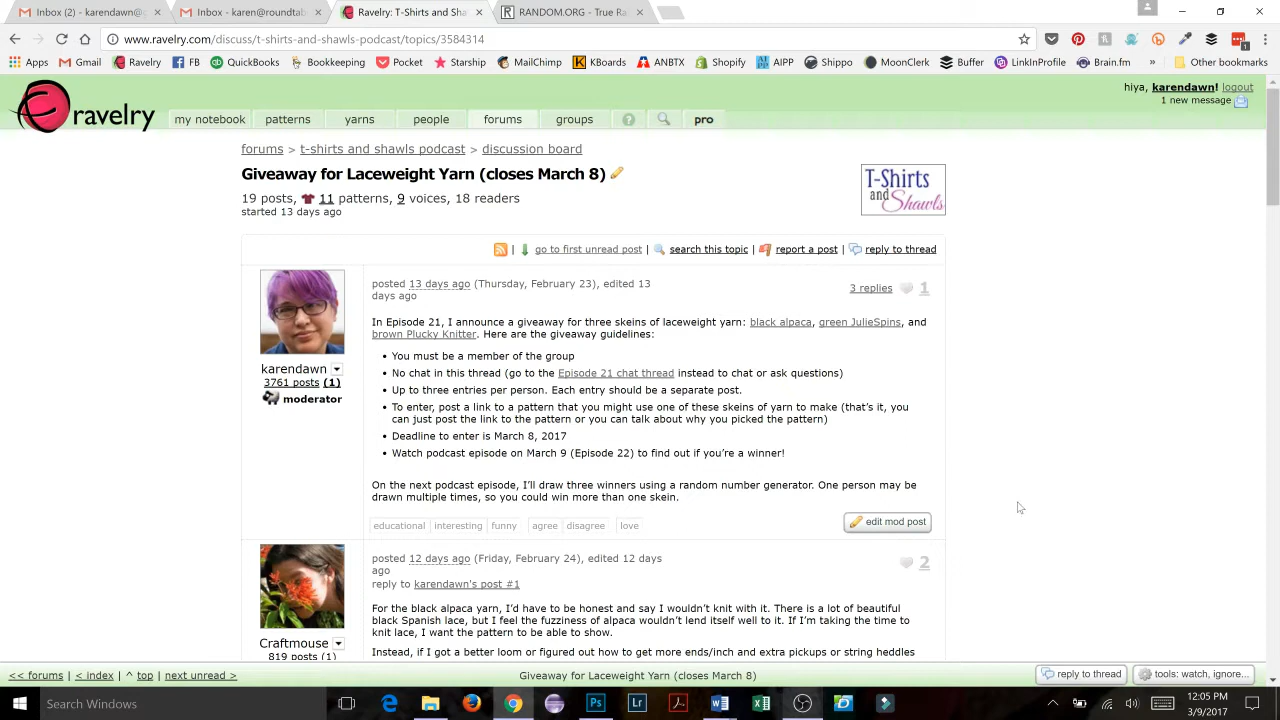 Inbox (2) - karendawn@g
Inbox - karen@roundtab
Ravelry: T-Shirts and Sha
RANDOM.ORG - True Ra
www.ravelry.com/discuss/t-shirts-and-shawls-podcast/topics/3584314
Apps Gmail Ravelry FB QuickBooks Bookkeeping Pocket Starship MailChimp KBoards ANBTX Shopify AIPP Shippo MoonClerk Buffer LinkInProfile Brain.fm » Other bookmarks
ravelry
hiya, karendawn! logout
1 new message
my notebook patterns yarns people forums groups ? pro
forums > t-shirts and shawls podcast > discussion board
Giveaway for Laceweight Yarn (closes March 8)
19 posts, 11 patterns, 9 voices, 18 readers
started 13 days ago
T-Shirts
and Shawls
| go to first unread post | search this topic | report a post | reply to thread
posted 13 days ago (Thursday, February 23), edited 13
days ago
3 replies 1
In Episode 21, I announce a giveaway for three skeins of laceweight yarn: black alpaca, green JulieSpins, and
brown Plucky Knitter. Here are the giveaway guidelines:
• You must be a member of the group
• No chat in this thread (go to the Episode 21 chat thread instead to chat or ask questions)
• Up to three entries per person. Each entry should be a separate post.
• To enter, post a link to a pattern that you might use one of these skeins of yarn to make (that's it, you
can just post the link to the pattern or you can talk about why you picked the pattern)
• Deadline to enter is March 8, 2017
• Watch podcast episode on March 9 (Episode 22) to find out if you're a winner!
On the next podcast episode, I'll draw three winners using a random number generator. One person may be
drawn multiple times, so you could win more than one skein.
karendawn
3761 posts (1)
moderator
educational interesting funny agree disagree love
edit mod post
posted 12 days ago (Friday, February 24), edited 12 days
ago
2
reply to karendawn's post #1
For the black alpaca yarn, I'd have to be honest and say I wouldn't knit with it. There is a lot of beautiful
black Spanish lace, but I feel the fuzziness of alpaca wouldn't lend itself well to it. If I'm taking the time to
knit lace, I want the pattern to be able to show.
Instead, if I got a better loom or figured out how to get more ends/inch and extra pickups or string heddles
Craftmouse
819 posts (1)
<< forums | < index | ^ top | next unread >
Giveaway for Laceweight Yarn (closes March 8)
reply to thread
tools: watch, ignore...
Search Windows
12:05 PM
3/9/2017